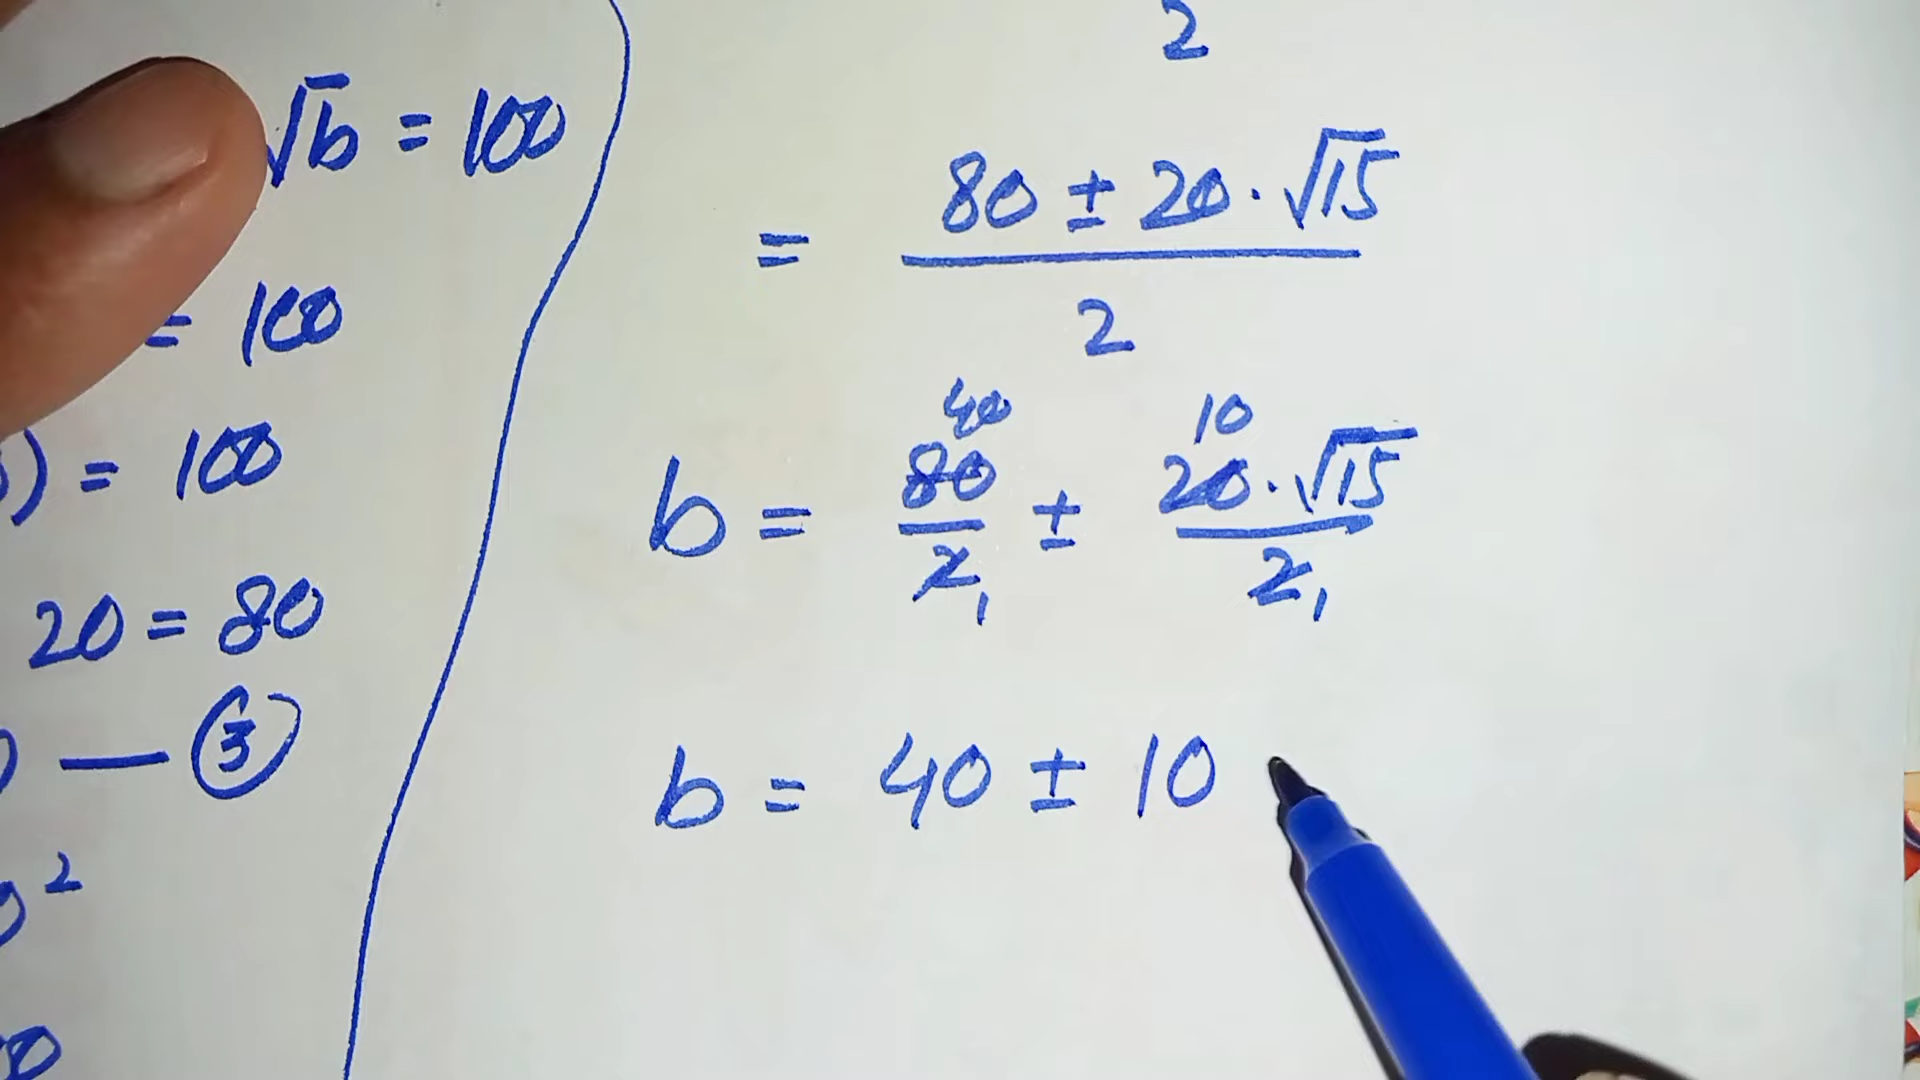 √b = 100
= 100
) = 100
20 = 80
— ③
2
2
= 80 ± 20 · √15
2
40 10
b = 80 ± 20 · √15
2 1 2 1
b = 40 ± 10